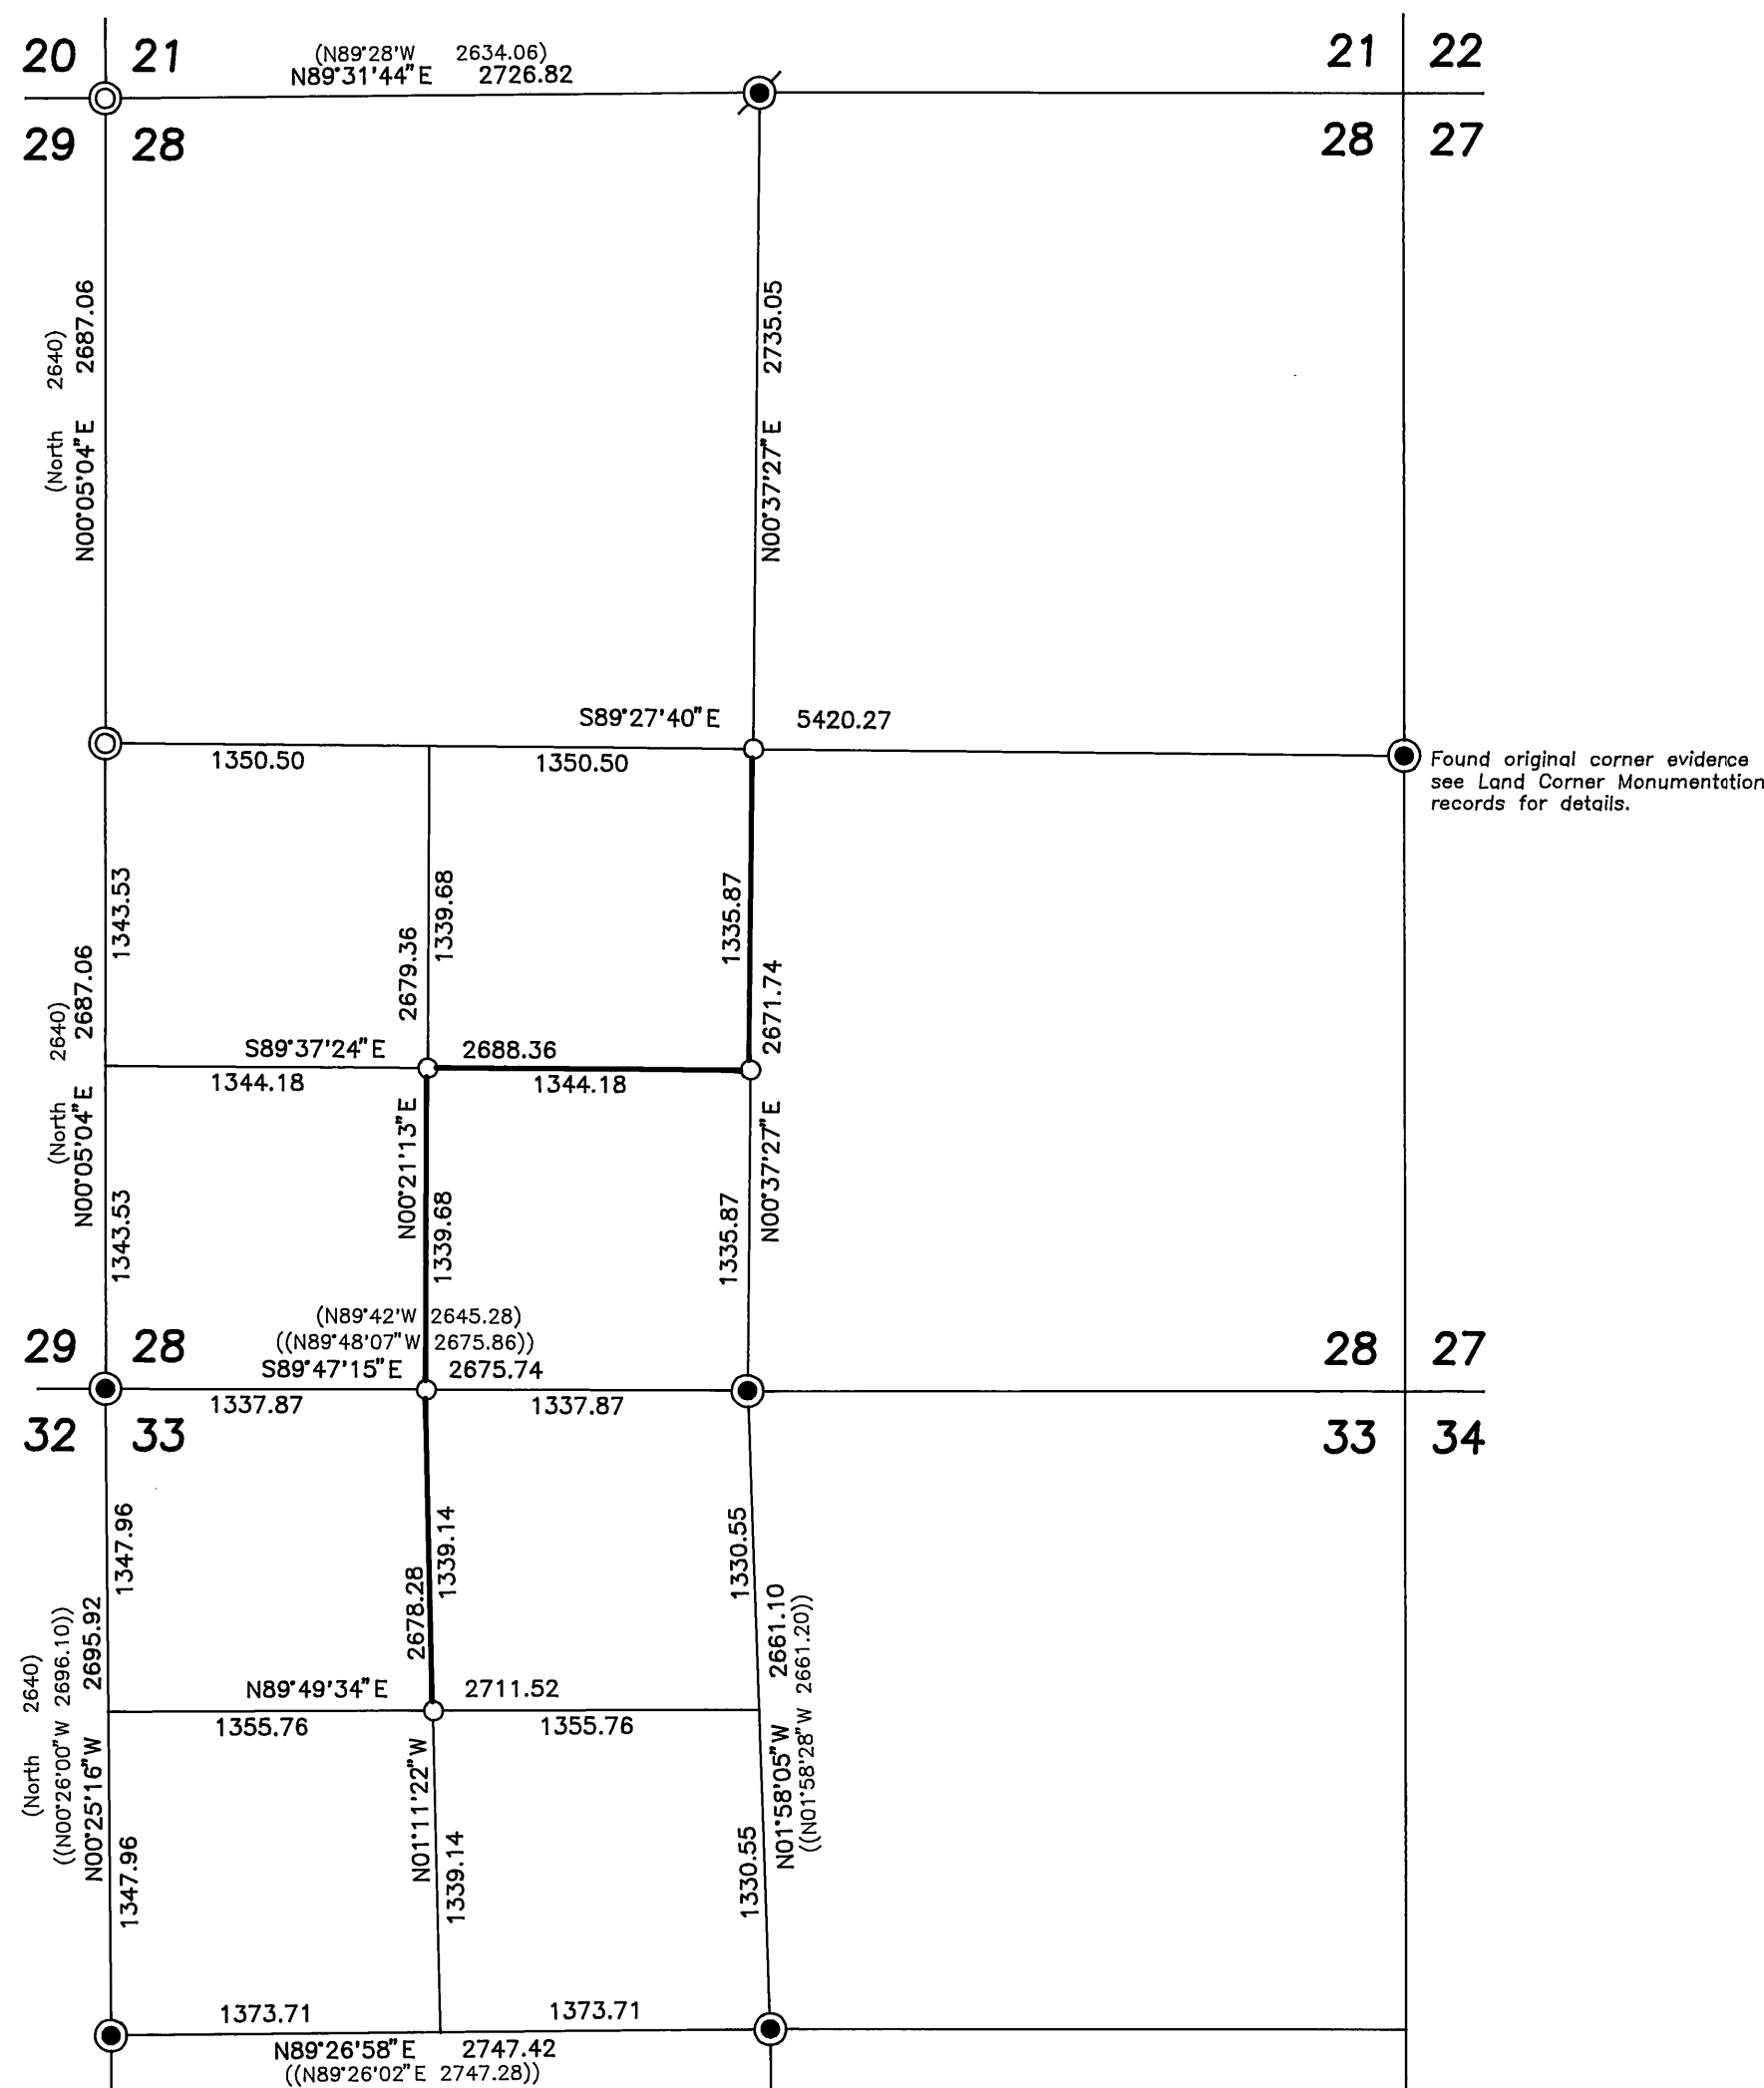 20 21
(N89°28'W 2634.06)
N89°31'44"E 2726.82
21 22
29 28
28 27
(North 2640)
N00°05'04"E 2687.06
N00°37'27"E 2735.05
S89°27'40"E 5420.27
1350.50
1350.50
Found original corner evidence
see Land Corner Monumentation
records for details.
1343.53
2679.36
1339.68
1335.87
2671.74
(North 2640)
N00°05'04"E 2687.06
S89°37'24"E 2688.36
1344.18
1344.18
N00°21'13"E
N00°37'27"E
1343.53
1339.68
1335.87
(N89°42'W 2645.28)
((N89°48'07"W 2675.86))
S89°47'15"E 2675.74
29 28
28 27
1337.87
1337.87
32 33
33 34
1347.96
1339.14
2678.28
1330.55
(North 2640)
((N00°26'00"W 2696.10))
N00°25'16"W 2695.92
N01°58'05"W 2661.10
((N01°58'28"W 2661.20))
N89°49'34"E 2711.52
1355.76
1355.76
N01°11'22"W
1347.96
1339.14
1330.55
1373.71
1373.71
N89°26'58"E 2747.42
((N89°26'02"E 2747.28))